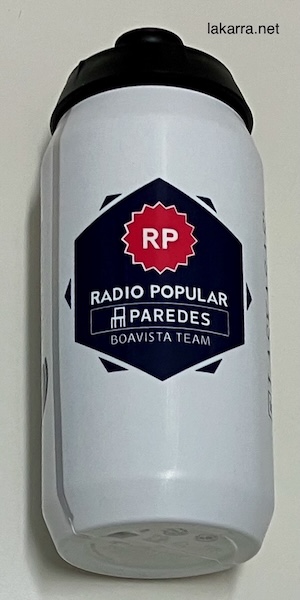 lakarra.net
RP
RADIO POPULAR
PAREDES
BOAVISTA TEAM